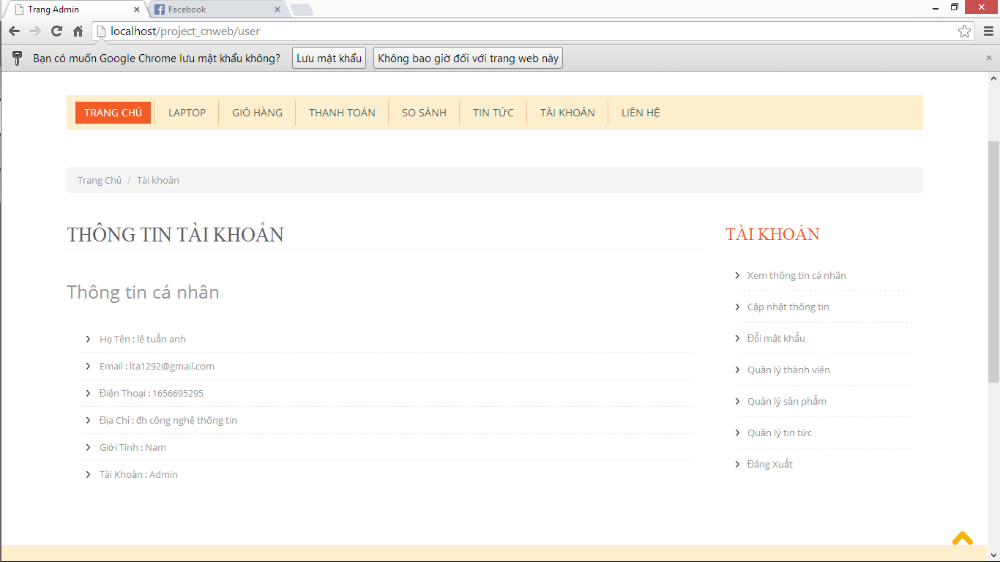 Trang Admin
Facebook
localhost/project_cnweb/user
Bạn có muốn Google Chrome lưu mật khẩu không? Lưu mật khẩu Không bao giờ đối với trang web này
TRANG CHỦ LAPTOP GIỎ HÀNG THANH TOÁN SO SÁNH TIN TỨC TÀI KHOẢN LIÊN HỆ
Trang Chủ / Tài khoản
THÔNG TIN TÀI KHOẢN
Thông tin cá nhân
Họ Tên : lê tuấn anh
Email : lta1292@gmail.com
Điện Thoại : 1656695295
Địa Chỉ : đh công nghệ thông tin
Giới Tính : Nam
Tài Khoản : Admin
TÀI KHOẢN
Xem thông tin cá nhân
Cập nhật thông tin
Đổi mật khẩu
Quản lý thành viên
Quản lý sản phẩm
Quản lý tin tức
Đăng Xuất